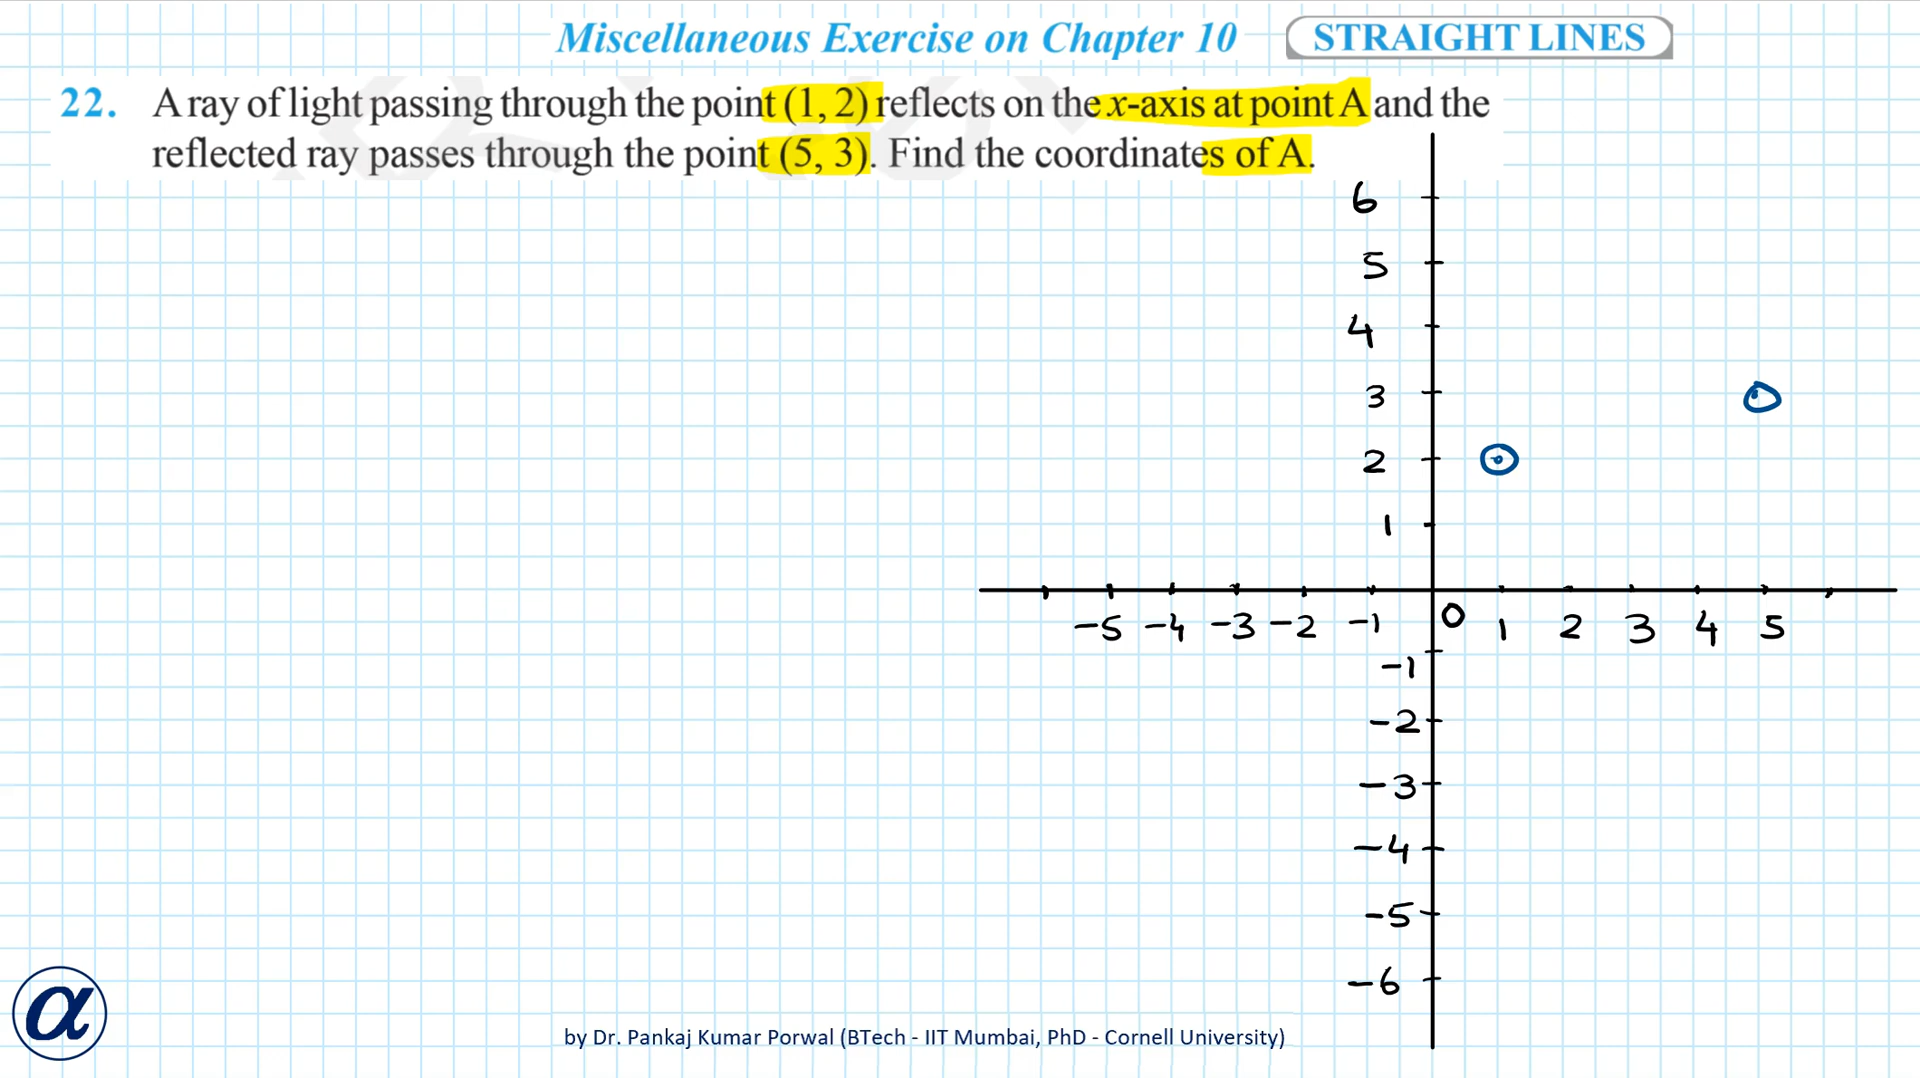 Miscellaneous Exercise on Chapter 10 STRAIGHT LINES
22. A ray of light passing through the point (1, 2) reflects on the x-axis at point A and the
reflected ray passes through the point (5, 3). Find the coordinates of A.
6
5
4
3
2
1
-5 -4 -3 -2 -1 0 1 2 3 4 5
-1
-2
-3
-4
-5
-6
α
by Dr. Pankaj Kumar Porwal (BTech - IIT Mumbai, PhD - Cornell University)